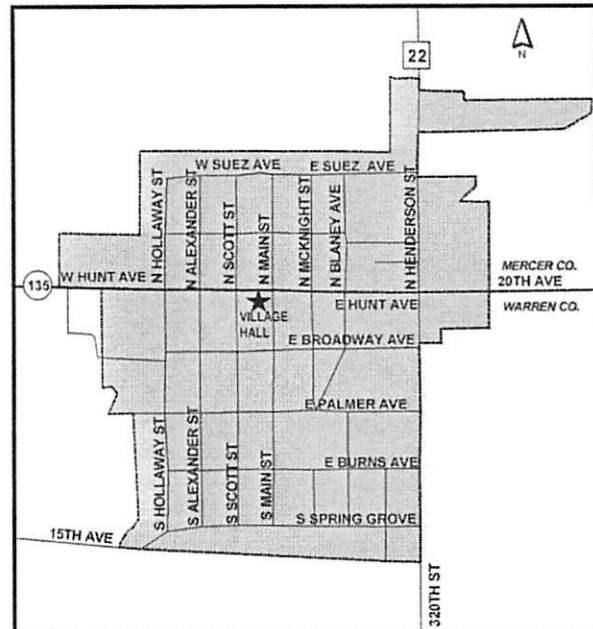 22
N
W SUEZ AVE
E SUEZ AVE
N HOLLAWAY ST
N ALEXANDER ST
N SCOTT ST
N MAIN ST
N MCKNIGHT ST
N BLANEY AVE
N HENDERSON ST
MERCER CO.
W HUNT AVE
135
20TH AVE
E HUNT AVE
WARREN CO.
VILLAGE
HALL
E BROADWAY AVE
E PALMER AVE
S HOLLAWAY ST
S ALEXANDER ST
S SCOTT ST
S MAIN ST
E BURNS AVE
S SPRING GROVE
15TH AVE
320TH ST